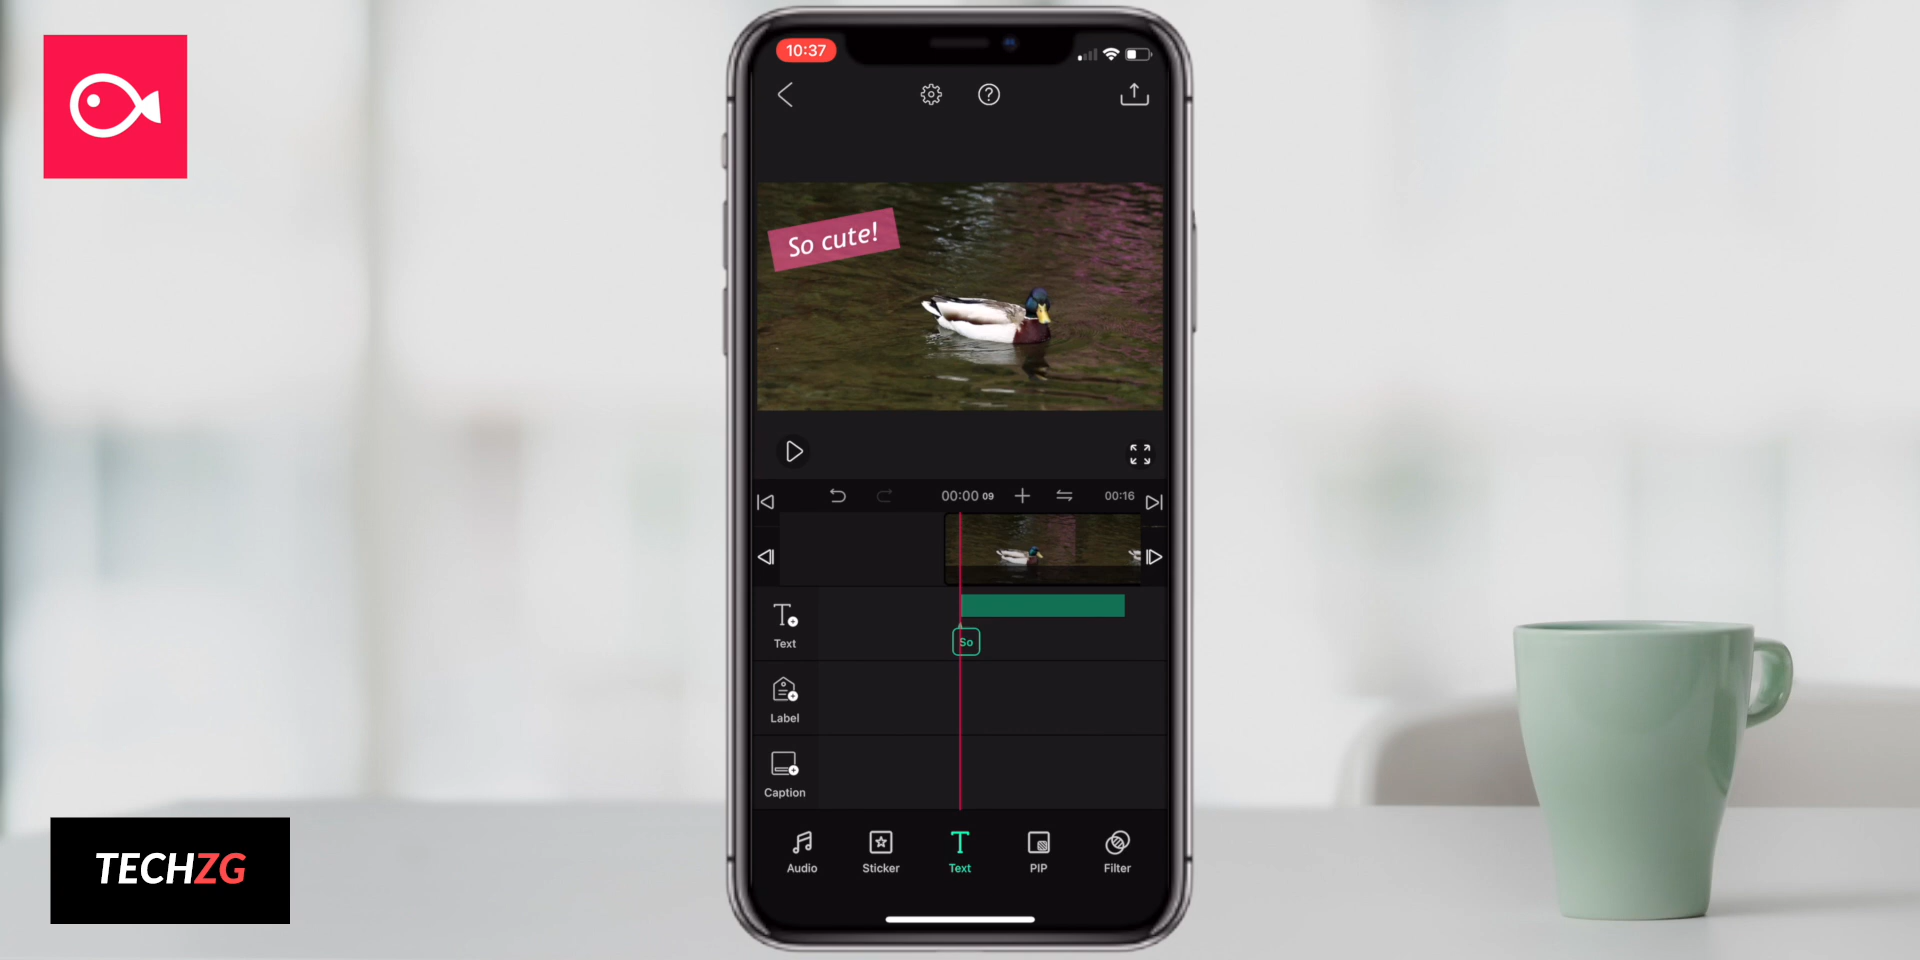 10:37
So cute!
00:00 09
00:16
So
Text
Label
Caption
Audio
Sticker
Text
PIP
Filter
TECHZG